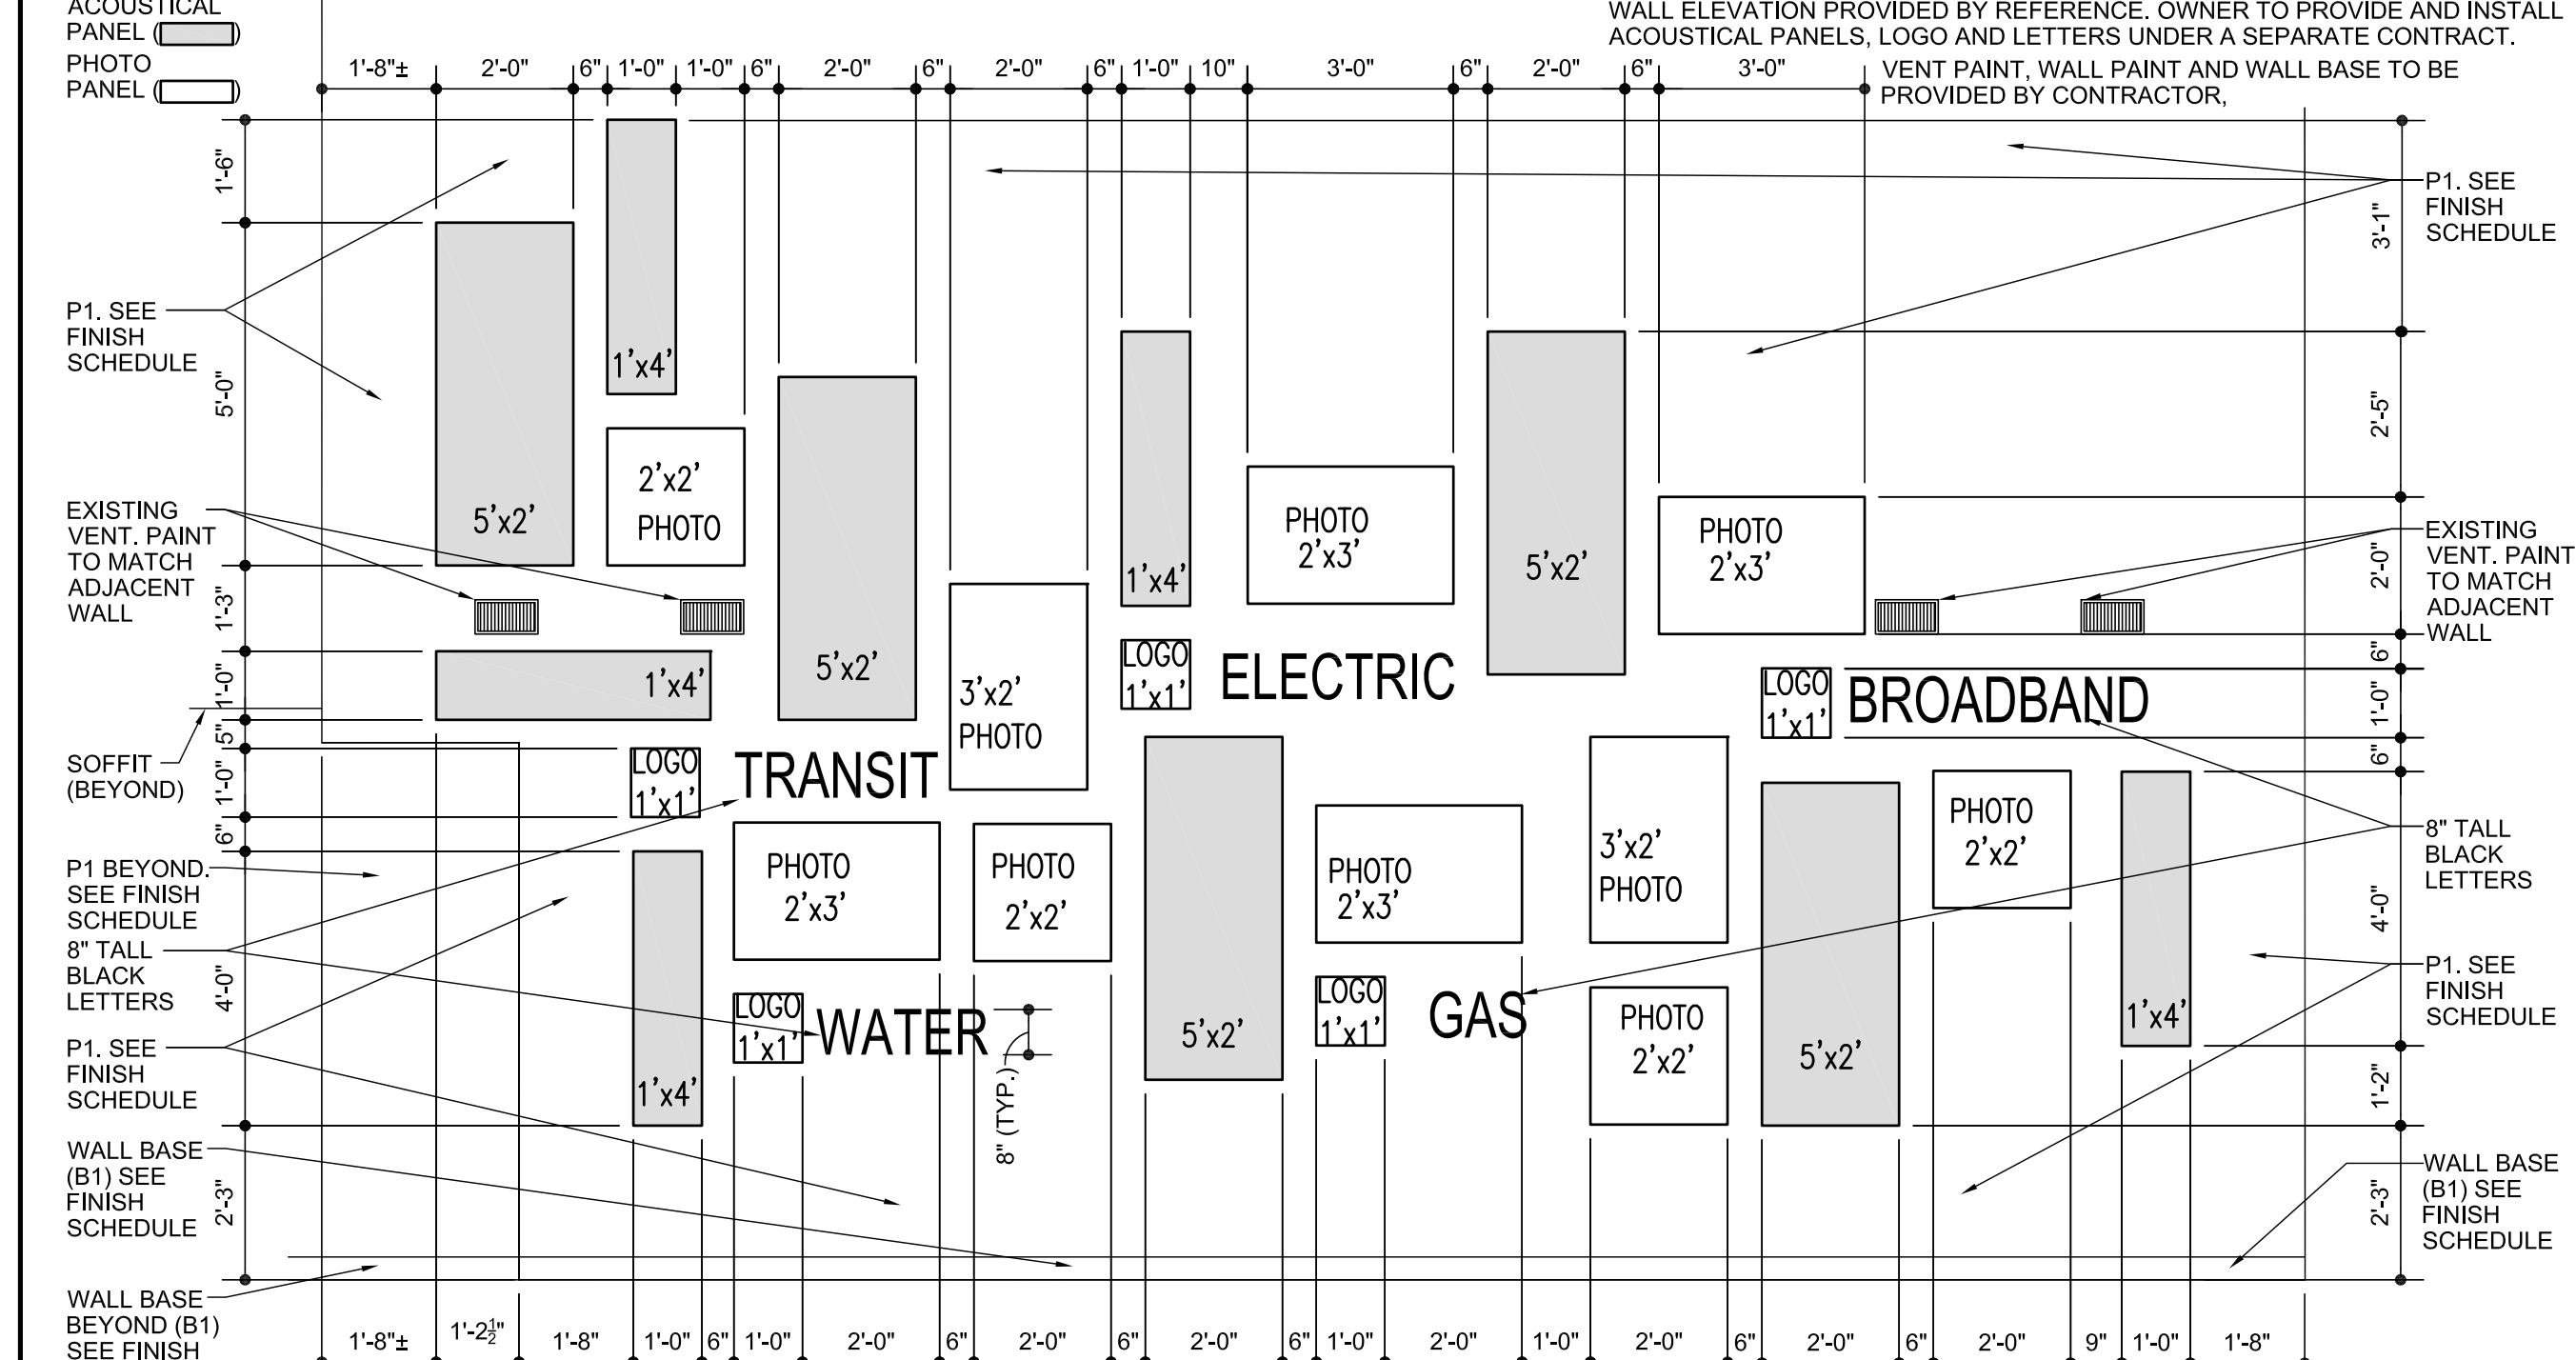 ACOUSTICAL
PANEL ( )
PHOTO
PANEL ( )
WALL ELEVATION PROVIDED BY REFERENCE. OWNER TO PROVIDE AND INSTALL
ACOUSTICAL PANELS, LOGO AND LETTERS UNDER A SEPARATE CONTRACT.
VENT PAINT, WALL PAINT AND WALL BASE TO BE
PROVIDED BY CONTRACTOR,
1'-8"± 2'-0" 6" 1'-0" 1'-0" 6" 2'-0" 6" 2'-0" 6" 1'-0" 10" 3'-0" 6" 2'-0" 6" 3'-0"
1'-6"
5'-0"
1'-3"
1'-0"
5"
1'-0"
6"
4'-0"
2'-3"
P1. SEE
FINISH
SCHEDULE
EXISTING
VENT. PAINT
TO MATCH
ADJACENT
WALL
SOFFIT
(BEYOND)
P1 BEYOND.
SEE FINISH
SCHEDULE
8" TALL
BLACK
LETTERS
P1. SEE
FINISH
SCHEDULE
WALL BASE
(B1) SEE
FINISH
SCHEDULE
WALL BASE
BEYOND (B1)
SEE FINISH
5'x2'
1'x4'
2'x2'
PHOTO
1'x4'
5'x2'
3'x2'
PHOTO
1'x4'
PHOTO
2'x3'
5'x2'
PHOTO
2'x3'
LOGO
1'x1'
ELECTRIC
LOGO
1'x1'
BROADBAND
LOGO
1'x1'
TRANSIT
1'x4'
PHOTO
2'x3'
PHOTO
2'x2'
LOGO
1'x1'
WATER
8" (TYP.)
5'x2'
PHOTO
2'x3'
LOGO
1'x1'
GAS
3'x2'
PHOTO
PHOTO
2'x2'
5'x2'
PHOTO
2'x2'
1'x4'
3'-1"
2'-5"
2'-0"
6"
1'-0"
6"
4'-0"
1'-2"
2'-3"
P1. SEE
FINISH
SCHEDULE
EXISTING
VENT. PAINT
TO MATCH
ADJACENT
WALL
8" TALL
BLACK
LETTERS
P1. SEE
FINISH
SCHEDULE
WALL BASE
(B1) SEE
FINISH
SCHEDULE
1'-8"± 1'-2½" 1'-8" 1'-0" 6" 1'-0" 2'-0" 6" 2'-0" 6" 2'-0" 6" 1'-0" 2'-0" 1'-0" 2'-0" 6" 2'-0" 6" 2'-0" 9" 1'-0" 1'-8"